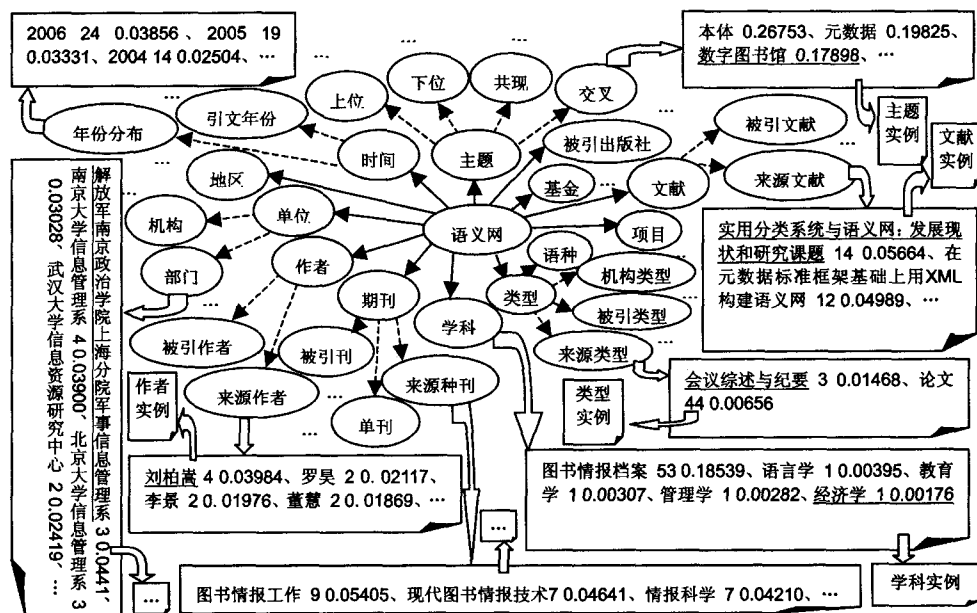 2006 24 0.03856、2005 19
0.03331、2004 14 0.02504、…
本体 0.26753、元数据 0.19825、
数字图书馆 0.17898、…
…
…
…
…
…
下位
共现
交叉
上位
引文年份
年份分布
时间
主题
被引出版社
被引文献
主题
实例
文献
实例
地区
基金
文献
来源文献
机构
单位
语义网
项目
部门
作者
期刊
学科
类型
语种
机构类型
被引类型
来源类型
被引作者
被引刊
来源作者
来源种刊
单刊
实用分类系统与语义网：发展现
状和研究课题 14 0.05664、在
元数据标准框架基础上用XML
构建语义网 12 0.04989、…
会议综述与纪要 3 0.01468、论文
44 0.00656
类型
实例
作者
实例
解放军南京政治学院上海分院军事信息管理系 3 0.0441、
南京大学信息管理系 4 0.03900、北京大学信息管理系 3
0.03028、武汉大学信息资源研究中心 2 0.02419、…
刘柏嵩 4 0.03984、罗昊 2 0.02117、
李景 2 0.01976、董慧 2 0.01869、…
图书情报档案 53 0.18539、语言学 1 0.00395、教育
学 1 0.00307、管理学 1 0.00282、经济学 1 0.00176
…
…
图书情报工作 9 0.05405、现代图书情报技术7 0.04641、情报科学 7 0.04210、…
学科实例